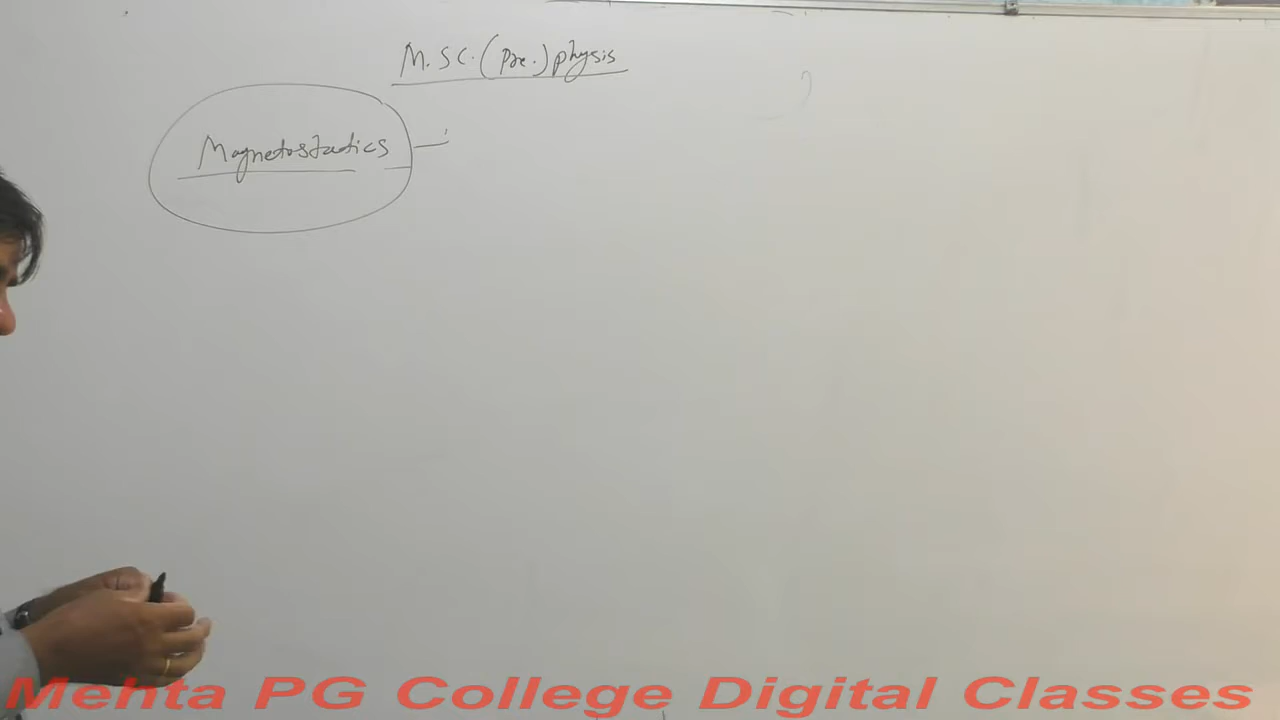 M.SC.(Pre.) physis
Magnetostatics
Mehta PG College Digital Classes